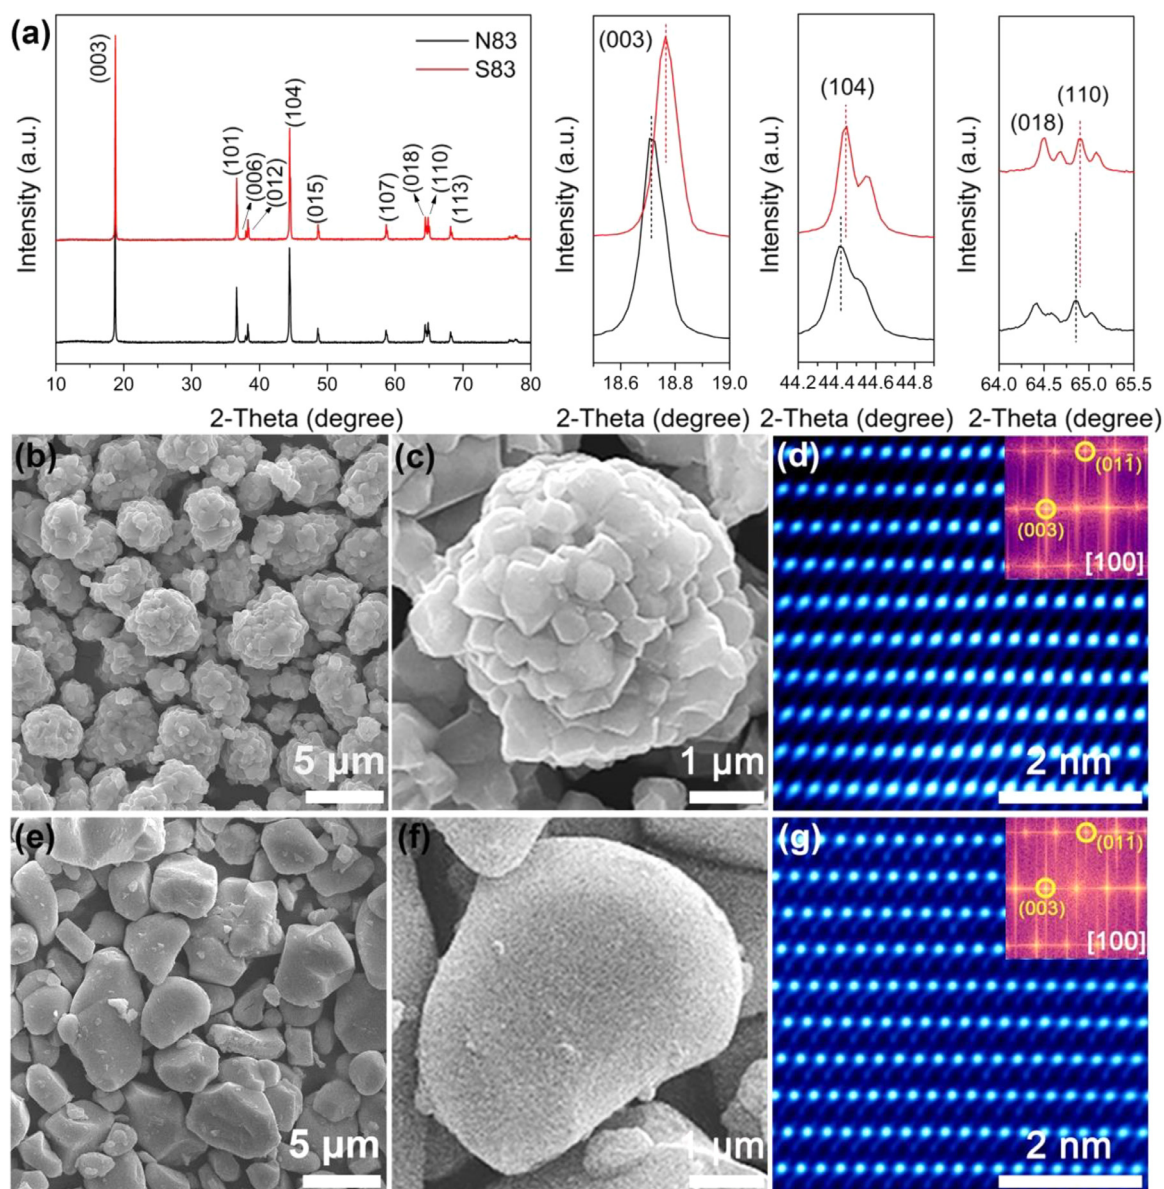 (a)
N83
S83
(003)
(101)
(006)
(012)
(104)
(015)
(107)
(018)
(110)
(113)
Intensity (a.u.)
10 20 30 40 50 60 70 80
2-Theta (degree)
(003)
Intensity (a.u.)
18.6 18.8 19.0
2-Theta (degree)
(104)
Intensity (a.u.)
44.2 44.4 44.6 44.8
2-Theta (degree)
(110)
(018)
Intensity (a.u.)
64.0 64.5 65.0 65.5
2-Theta (degree)
(b)
5 µm
(c)
1 µm
(d)
(011̄)
(003)
[100]
2 nm
(e)
5 µm
(f)
1 µm
(g)
(011̄)
(003)
[100]
2 nm